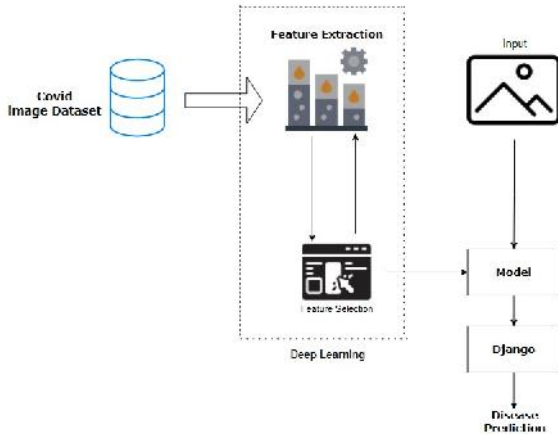 Feature Extraction
Input
Covid
Image Dataset
Model
Feature Selection
Deep Learning
Django
Disease
Prediction